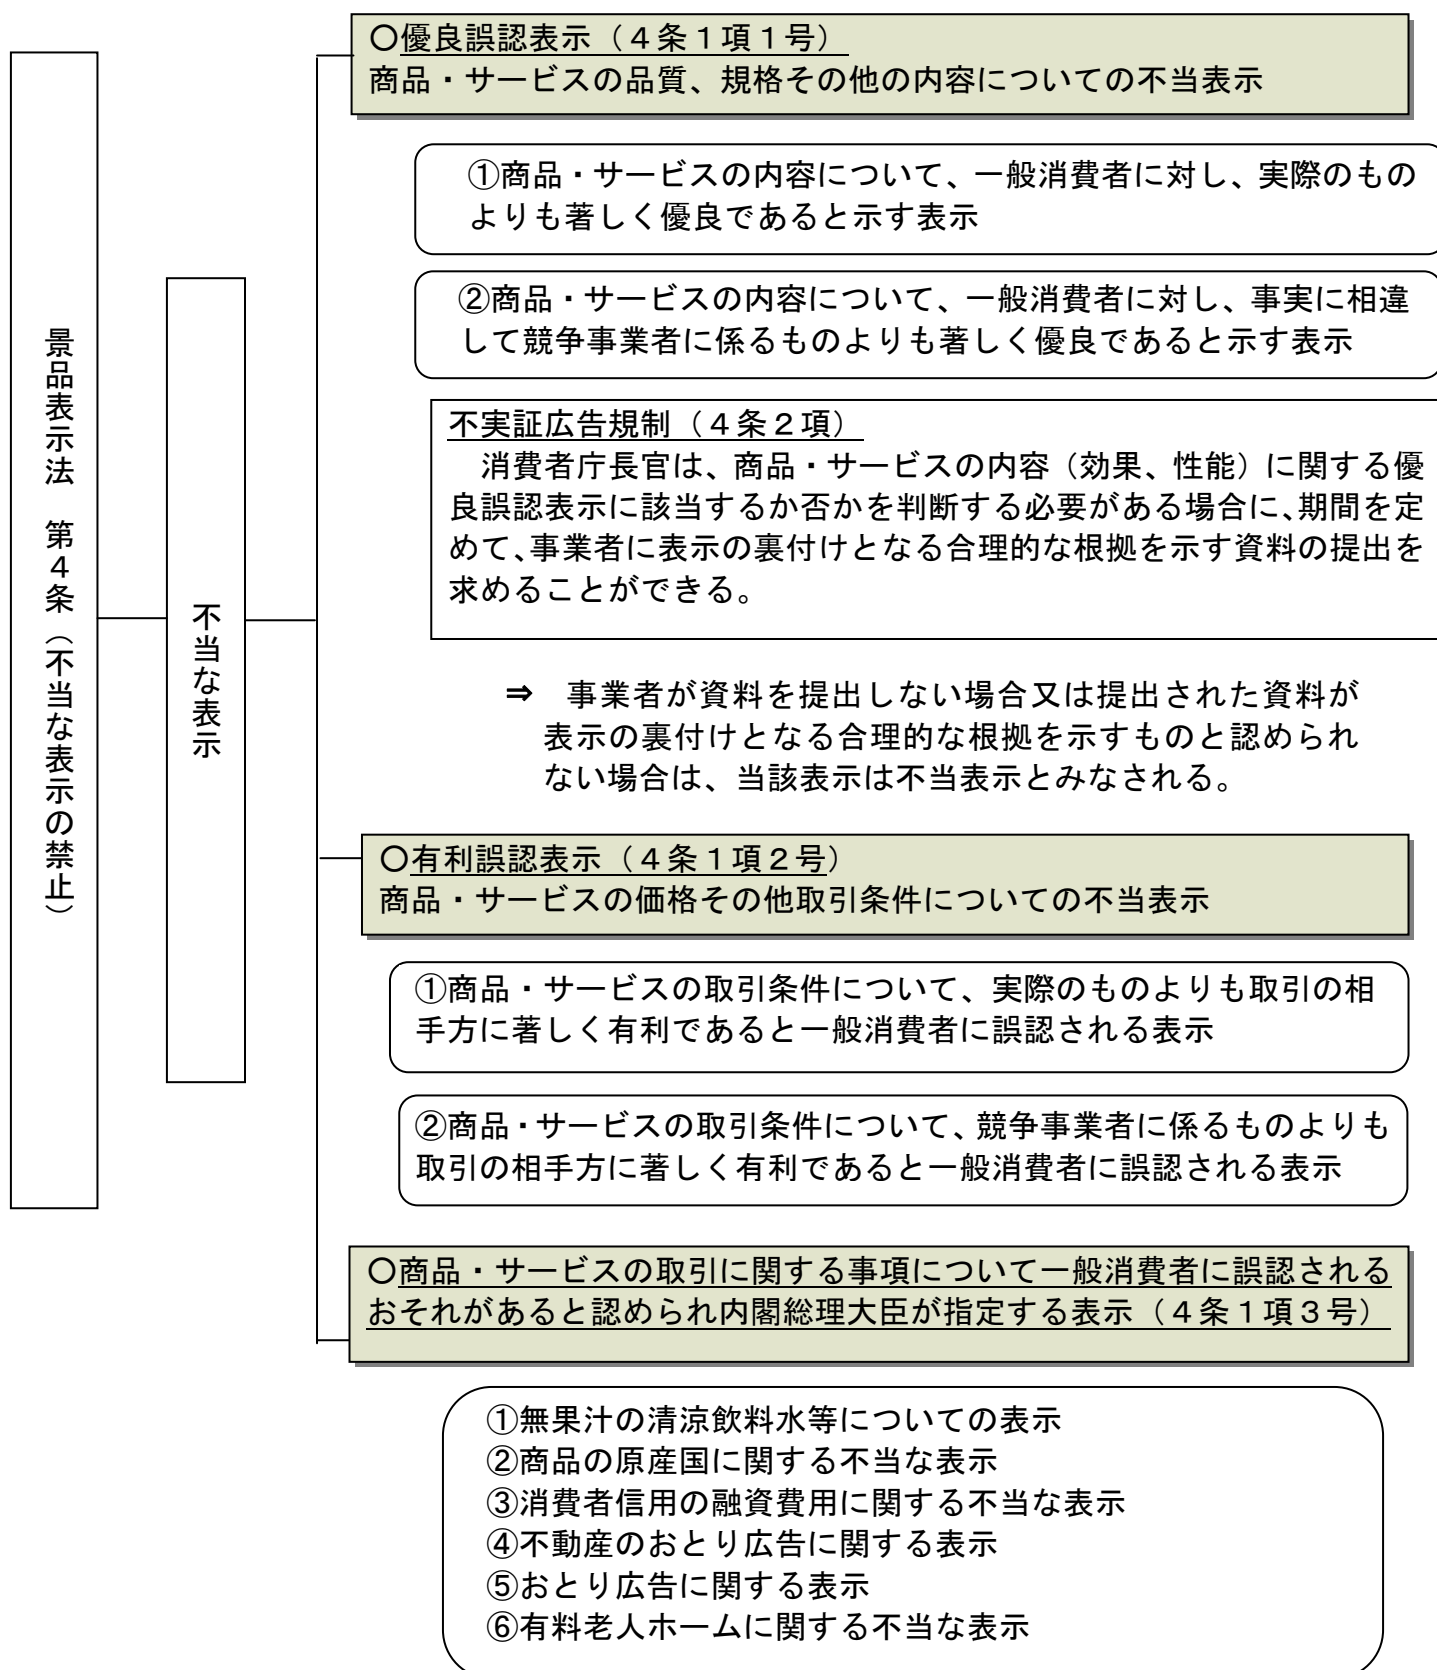 景品表示法　第４条（不当な表示の禁止）
不当な表示
○優良誤認表示（４条１項１号）
商品・サービスの品質、規格その他の内容についての不当表示
①商品・サービスの内容について、一般消費者に対し、実際のもの
よりも著しく優良であると示す表示
②商品・サービスの内容について、一般消費者に対し、事実に相違
して競争事業者に係るものよりも著しく優良であると示す表示
不実証広告規制（４条２項）
　消費者庁長官は、商品・サービスの内容（効果、性能）に関する優
良誤認表示に該当するか否かを判断する必要がある場合に、期間を定
めて、事業者に表示の裏付けとなる合理的な根拠を示す資料の提出を
求めることができる。
⇒　事業者が資料を提出しない場合又は提出された資料が
表示の裏付けとなる合理的な根拠を示すものと認められ
ない場合は、当該表示は不当表示とみなされる。
○有利誤認表示（４条１項２号）
商品・サービスの価格その他取引条件についての不当表示
①商品・サービスの取引条件について、実際のものよりも取引の相
手方に著しく有利であると一般消費者に誤認される表示
②商品・サービスの取引条件について、競争事業者に係るものよりも
取引の相手方に著しく有利であると一般消費者に誤認される表示
○商品・サービスの取引に関する事項について一般消費者に誤認される
おそれがあると認められ内閣総理大臣が指定する表示（４条１項３号）
①無果汁の清涼飲料水等についての表示
②商品の原産国に関する不当な表示
③消費者信用の融資費用に関する不当な表示
④不動産のおとり広告に関する表示
⑤おとり広告に関する表示
⑥有料老人ホームに関する不当な表示